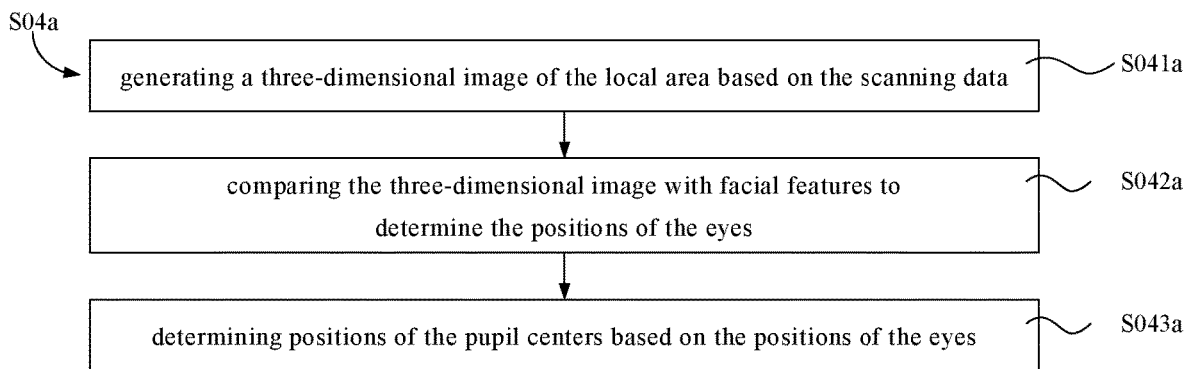 S04a
generating a three-dimensional image of the local area based on the scanning data
S041a
comparing the three-dimensional image with facial features to
determine the positions of the eyes
S042a
determining positions of the pupil centers based on the positions of the eyes
S043a